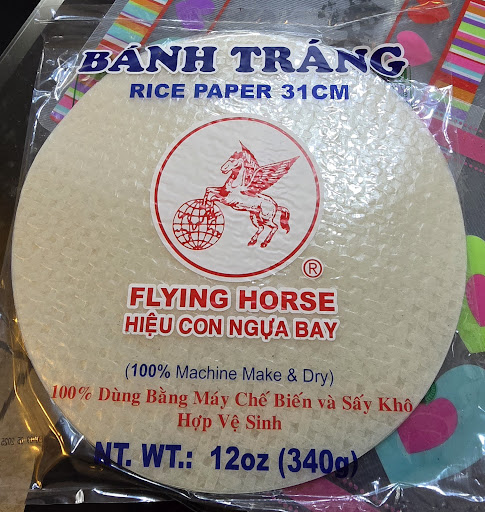 BÁNH TRÁNG
RICE PAPER 31CM
®
FLYING HORSE
HIỆU CON NGỰA BAY
(100% Machine Make & Dry)
100% Dùng Bằng Máy Chế Biến và Sấy Khô
Hợp Vệ Sinh
NT. WT.: 12oz (340g)